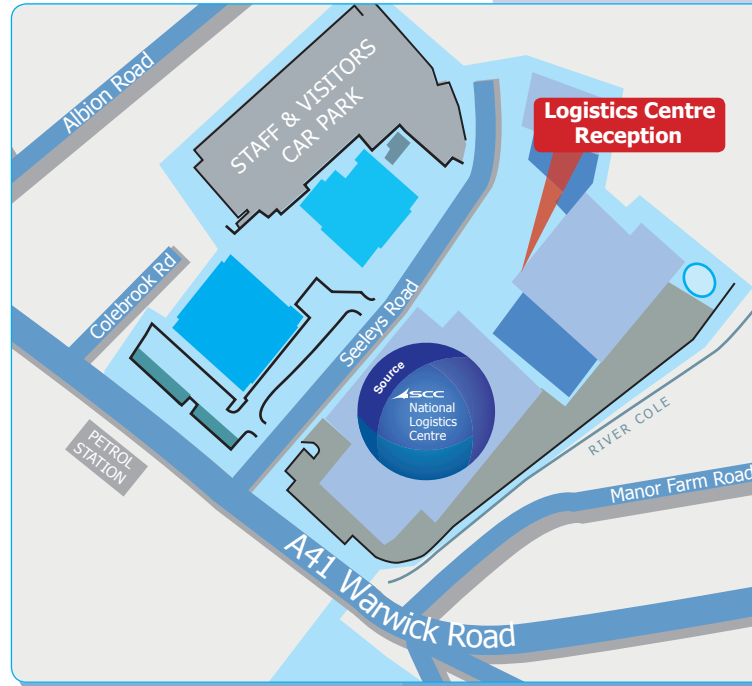 Albion Road
STAFF & VISITORS
CAR PARK
Logistics Centre
Reception
Colebrook Rd
Seeleys Road
Source
SCC
National
Logistics
Centre
PETROL
STATION
RIVER COLE
Manor Farm Road
A41 Warwick Road